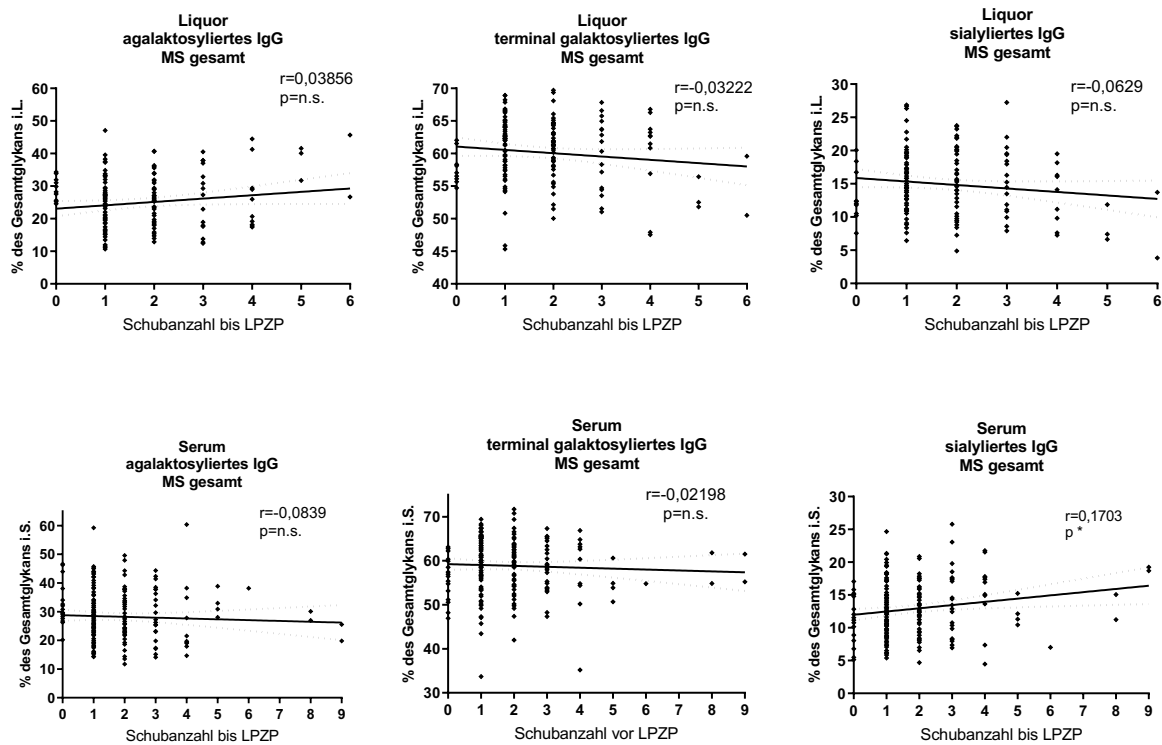 Liquor
agalaktosyliertes IgG
MS gesamt
r=0,03856
p=n.s.
% des Gesamtglykans i.L.
60
50
40
30
20
10
0
0 1 2 3 4 5 6
Schubanzahl bis LPZP
Liquor
terminal galaktosyliertes IgG
MS gesamt
r=-0,03222
p=n.s.
% des Gesamtglykans i.L.
70
65
60
55
50
45
40
0 1 2 3 4 5 6
Schubanzahl bis LPZP
Liquor
sialyliertes IgG
MS gesamt
r=-0,0629
p=n.s.
% des Gesamtglykans i.L.
30
25
20
15
10
5
0
0 1 2 3 4 5 6
Schubanzahl bis LPZP
Serum
agalaktosyliertes IgG
MS gesamt
r=-0,0839
p=n.s.
% des Gesamtglykans i.S.
60
50
40
30
20
10
0
0 1 2 3 4 5 6 7 8 9
Schubanzahl bis LPZP
Serum
terminal galaktosyliertes IgG
MS gesamt
r=-0,02198
p=n.s.
% des Gesamtglykans i.S.
70
60
50
40
30
0 1 2 3 4 5 6 7 8 9
Schubanzahl vor LPZP
Serum
sialyliertes IgG
MS gesamt
r=0,1703
p *
% des Gesamtglykans i.S.
30
25
20
15
10
5
0
0 1 2 3 4 5 6 7 8 9
Schubanzahl bis LPZP